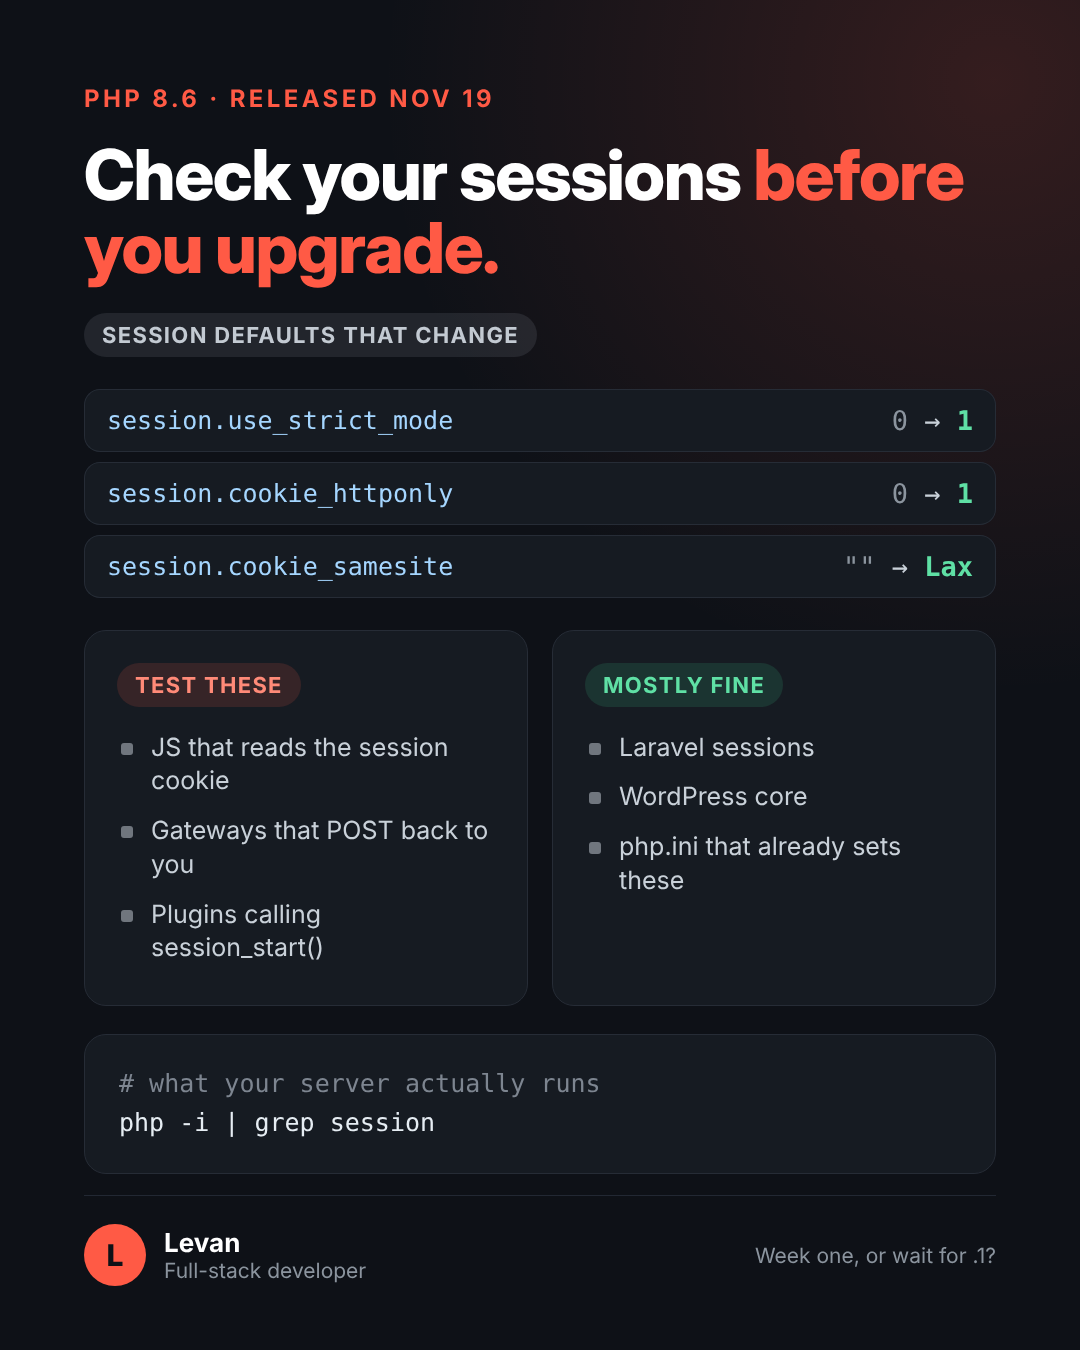 PHP 8.6 · RELEASED NOV 19
Check your sessions before
you upgrade.
SESSION DEFAULTS THAT CHANGE
session.use_strict_mode 0 → 1
session.cookie_httponly 0 → 1
session.cookie_samesite "" → Lax
TEST THESE
JS that reads the session
cookie
Gateways that POST back to
you
Plugins calling
session_start()
MOSTLY FINE
Laravel sessions
WordPress core
php.ini that already sets
these
# what your server actually runs
php -i | grep session
L
Levan
Full-stack developer
Week one, or wait for .1?